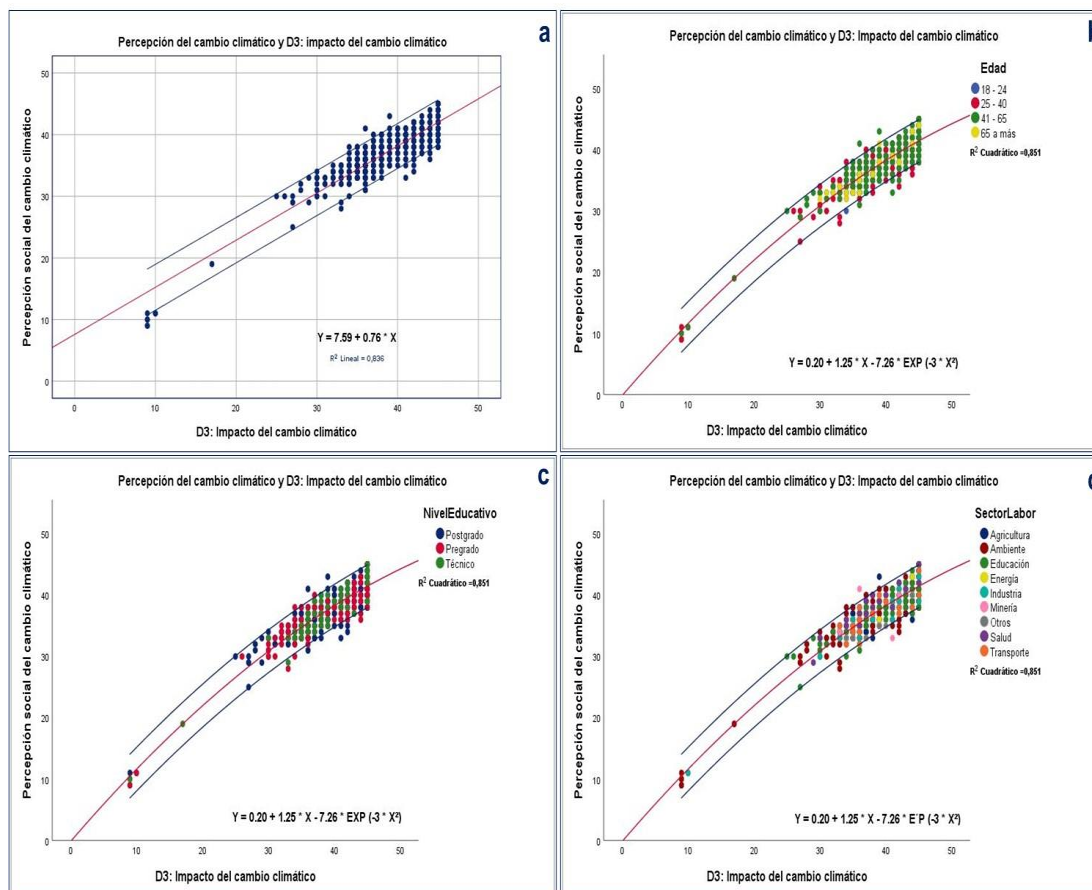 a
Percepción del cambio climático y D3: impacto del cambio climático
Percepción social del cambio climático
50
40
30
20
10
0
Y = 7.59 + 0.76 * X
R² Lineal = 0,836
0 10 20 30 40 50
D3: Impacto del cambio climático
Percepción del cambio climático y D3: Impacto del cambio climático
Percepción social del cambio climático
Edad
18 - 24
25 - 40
41 - 65
65 a más
R² Cuadrático =0,851
50
40
30
20
10
0
Y = 0.20 + 1.25 * X - 7.26 * EXP (-3 * X²)
0 10 20 30 40 50
D3: Impacto del cambio climático
c
Percepción del cambio climático y D3: Impacto del cambio climático
Percepción social del cambio climático
NivelEducativo
Postgrado
Pregrado
Técnico
R² Cuadrático =0,851
50
40
30
20
10
0
Y = 0.20 + 1.25 * X - 7.26 * EXP (-3 * X²)
0 10 20 30 40 50
D3: Impacto del cambio climático
Percepción del cambio climático y D3: Impacto del cambio climático
Percepción social del cambio climático
SectorLabor
Agricultura
Ambiente
Educación
Energía
Industria
Minería
Otros
Salud
Transporte
R² Cuadrático =0,851
50
40
30
20
10
0
Y = 0.20 + 1.25 * X - 7.26 * E´P (-3 * X²)
0 10 20 30 40 50
D3: Impacto del cambio climático